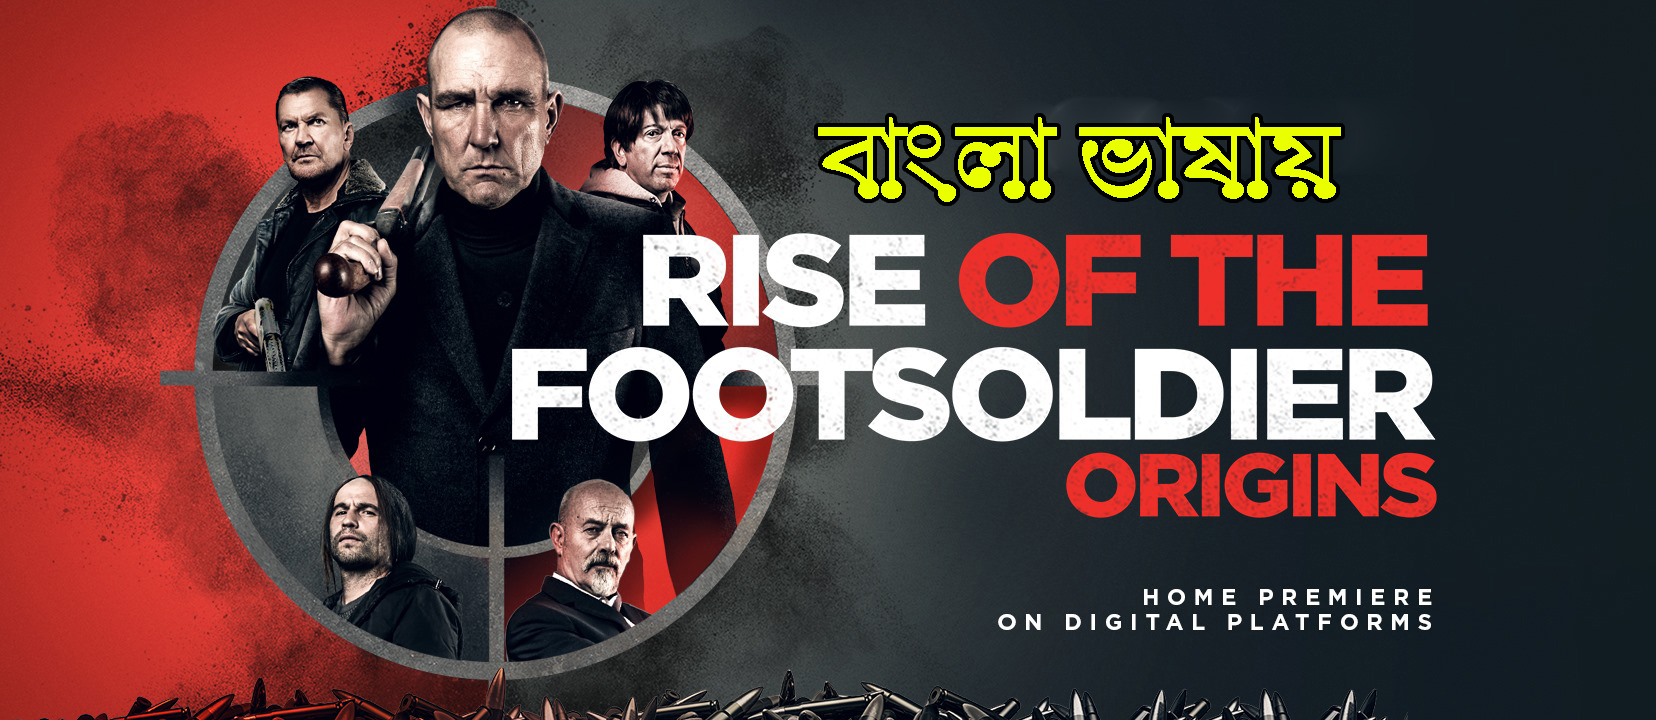 বাংলা ভাষায়
RISE OF THE
FOOTSOLDIER
ORIGINS
HOME PREMIERE
ON DIGITAL PLATFORMS